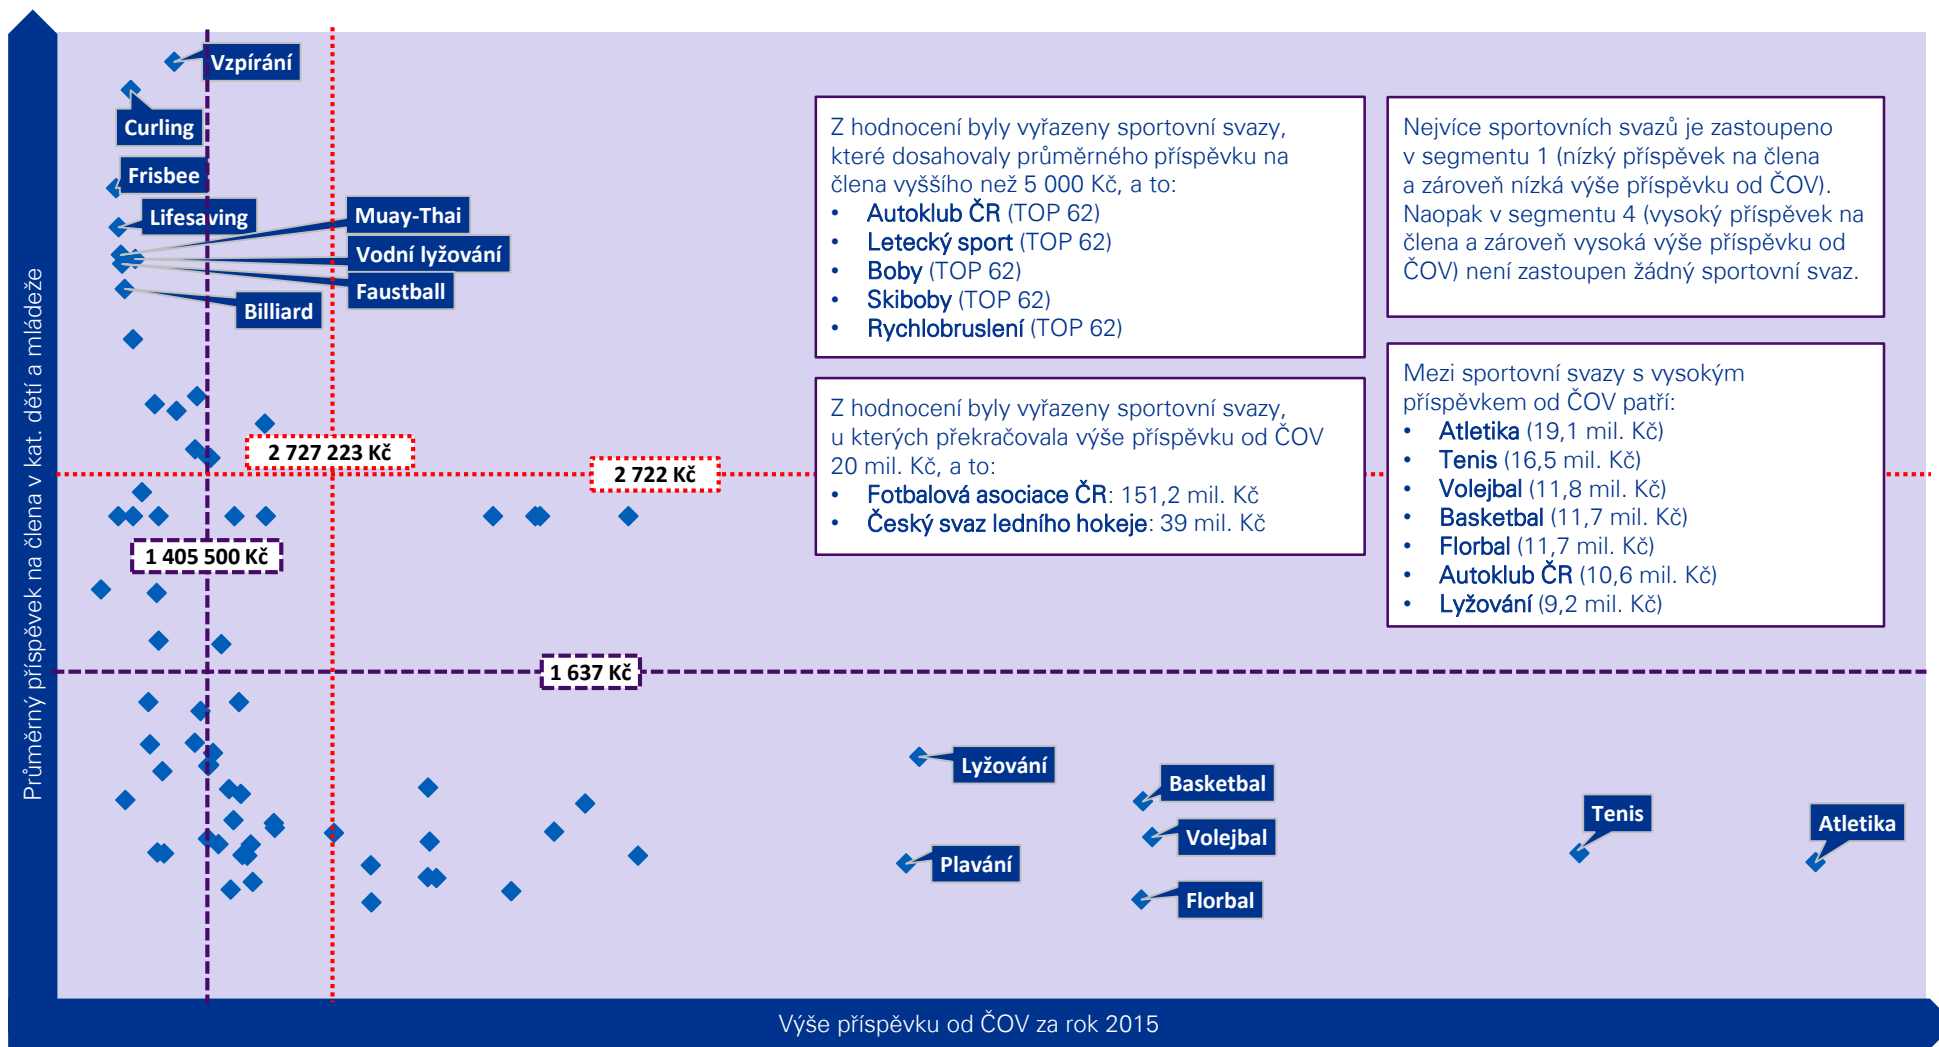 Průměrný příspěvek na člena v kat. dětí a mládeže
Vzpírání
Curling
Frisbee
Lifesaving
Muay-Thai
Vodní lyžování
Faustball
Billiard
2 727 223 Kč
2 722 Kč
1 405 500 Kč
1 637 Kč
Z hodnocení byly vyřazeny sportovní svazy,
které dosahovaly průměrného příspěvku na
člena vyššího než 5 000 Kč, a to:
• Autoklub ČR (TOP 62)
• Letecký sport (TOP 62)
• Boby (TOP 62)
• Skiboby (TOP 62)
• Rychlobruslení (TOP 62)
Z hodnocení byly vyřazeny sportovní svazy,
u kterých překračovala výše příspěvku od ČOV
20 mil. Kč, a to:
• Fotbalová asociace ČR: 151,2 mil. Kč
• Český svaz ledního hokeje: 39 mil. Kč
Nejvíce sportovních svazů je zastoupeno
v segmentu 1 (nízký příspěvek na člena
a zároveň nízká výše příspěvku od ČOV).
Naopak v segmentu 4 (vysoký příspěvek na
člena a zároveň vysoká výše příspěvku od
ČOV) není zastoupen žádný sportovní svaz.
Mezi sportovní svazy s vysokým
příspěvkem od ČOV patří:
• Atletika (19,1 mil. Kč)
• Tenis (16,5 mil. Kč)
• Volejbal (11,8 mil. Kč)
• Basketbal (11,7 mil. Kč)
• Florbal (11,7 mil. Kč)
• Autoklub ČR (10,6 mil. Kč)
• Lyžování (9,2 mil. Kč)
Lyžování
Basketbal
Tenis
Atletika
Volejbal
Plavání
Florbal
Výše příspěvku od ČOV za rok 2015